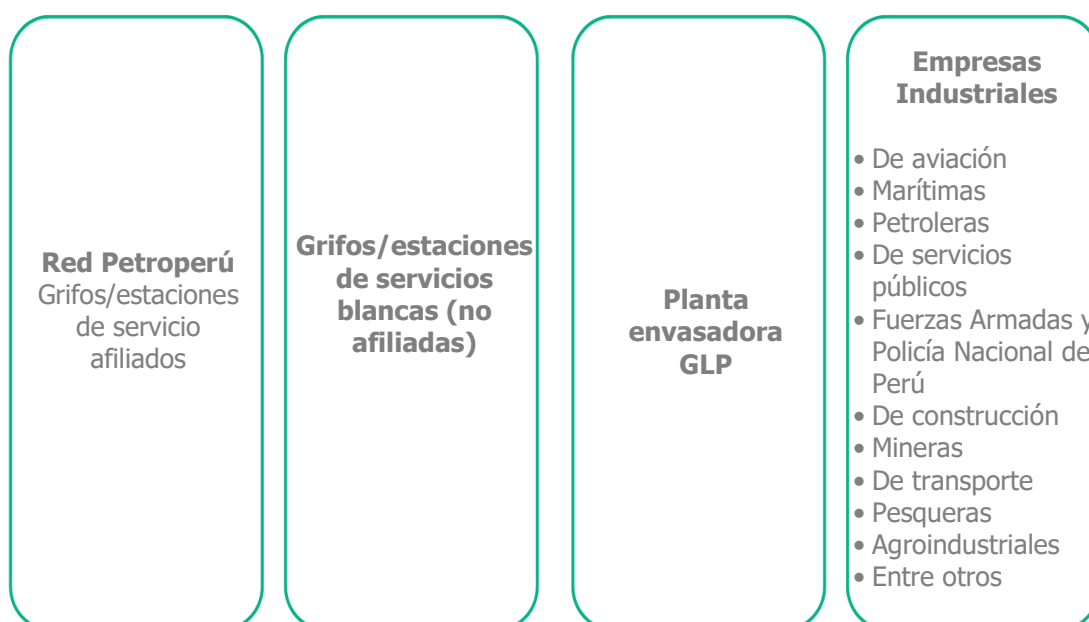 Red Petroperú
Grifos/estaciones
de servicio
afiliados
Grifos/estaciones
de servicios
blancas (no
afiliadas)
Planta
envasadora
GLP
Empresas
Industriales
• De aviación
• Marítimas
• Petroleras
• De servicios
públicos
• Fuerzas Armadas y
Policía Nacional de
Perú
• De construcción
• Mineras
• De transporte
• Pesqueras
• Agroindustriales
• Entre otros